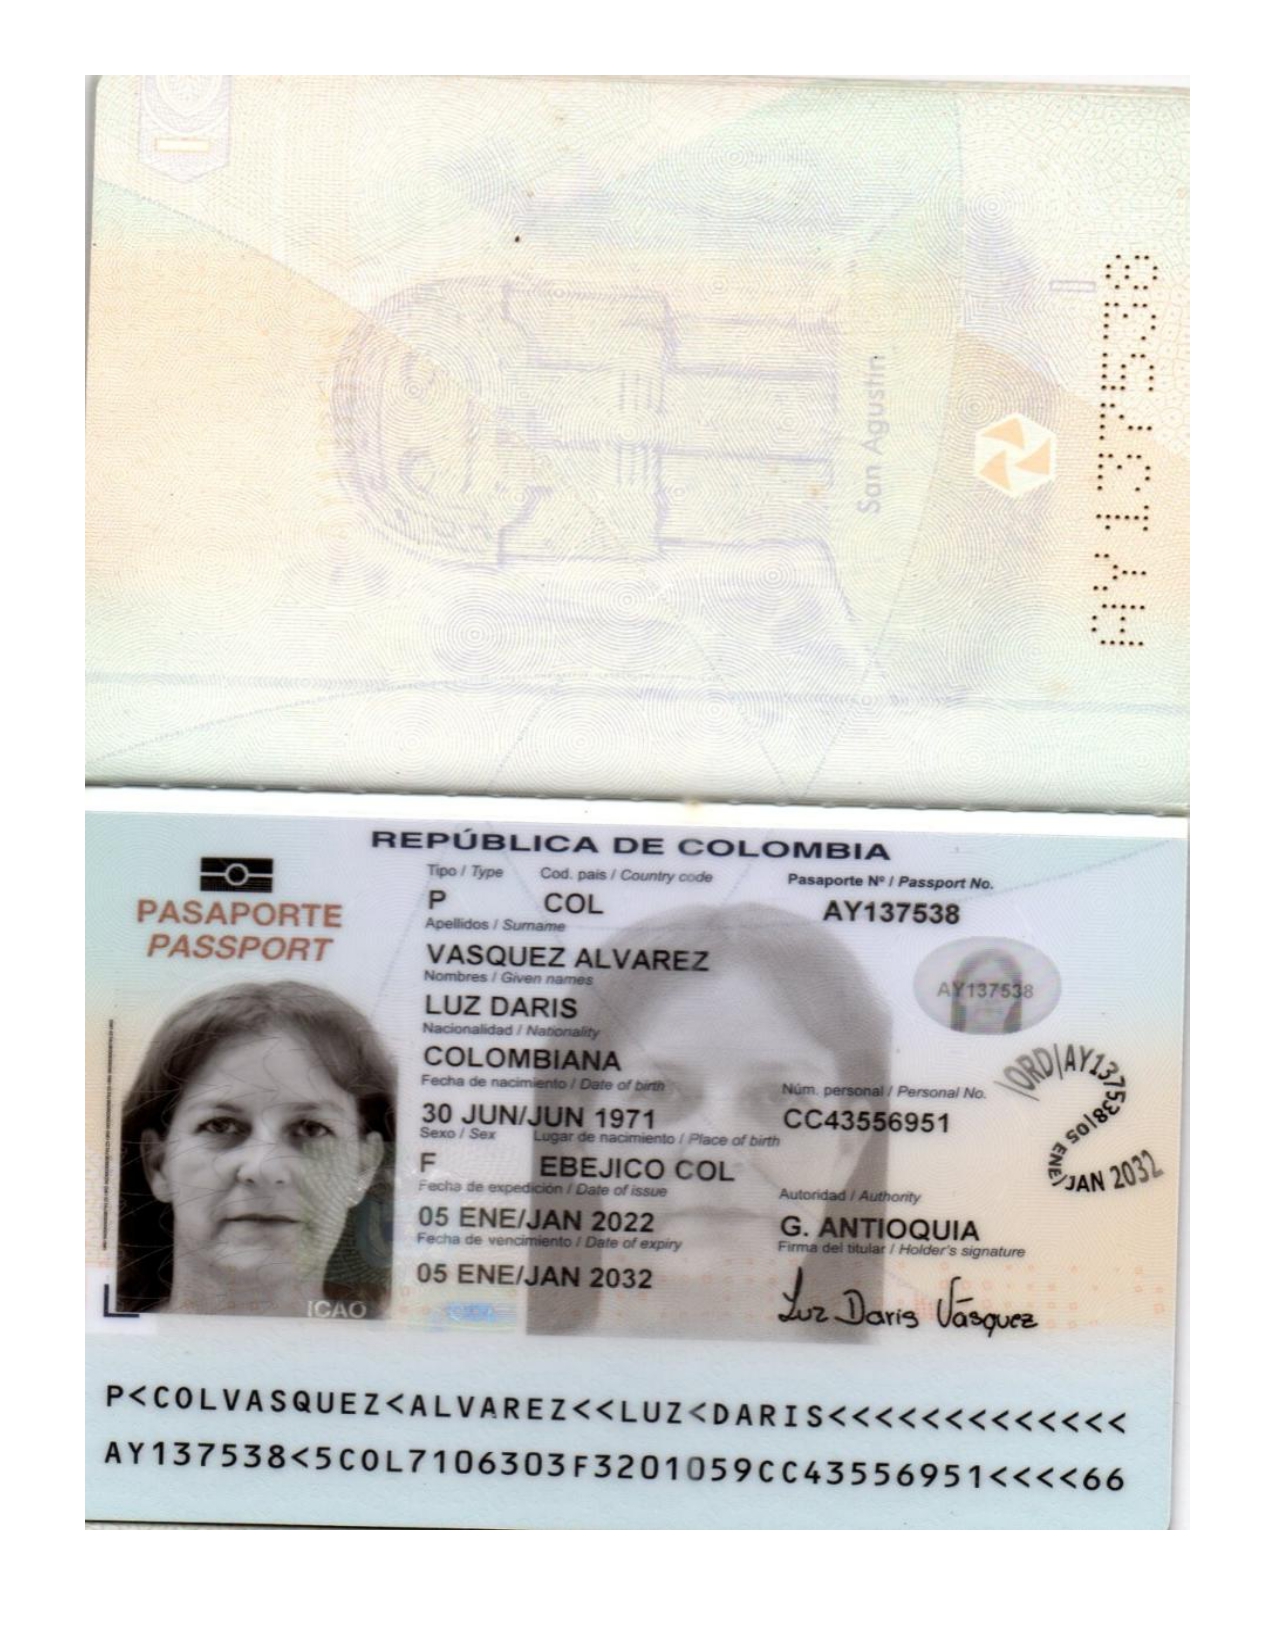 San Agustín
AY137538
REPÚBLICA DE COLOMBIA
PASAPORTE
PASSPORT
Tipo / Type Cod. país / Country code Pasaporte Nº / Passport No.
P COL AY137538
Apellidos / Surname
VASQUEZ ALVAREZ
Nombres / Given names
LUZ DARIS
AY137538
Nacionalidad / Nationality
COLOMBIANA
Fecha de nacimiento / Date of birth Núm. personal / Personal No.
30 JUN/JUN 1971 CC43556951
Sexo / Sex Lugar de nacimiento / Place of birth
F EBEJICO COL
/ORD/AY137538/05 ENE/JAN 2032
Fecha de expedición / Date of issue Autoridad / Authority
05 ENE/JAN 2022 G. ANTIOQUIA
Fecha de vencimiento / Date of expiry Firma del titular / Holder's signature
05 ENE/JAN 2032
Luz Daris Vásquez
ICAO
P<COLVASQUEZ<ALVAREZ<<LUZ<DARIS<<<<<<<<<<<<<
AY137538<5COL7106303F3201059CC43556951<<<<66